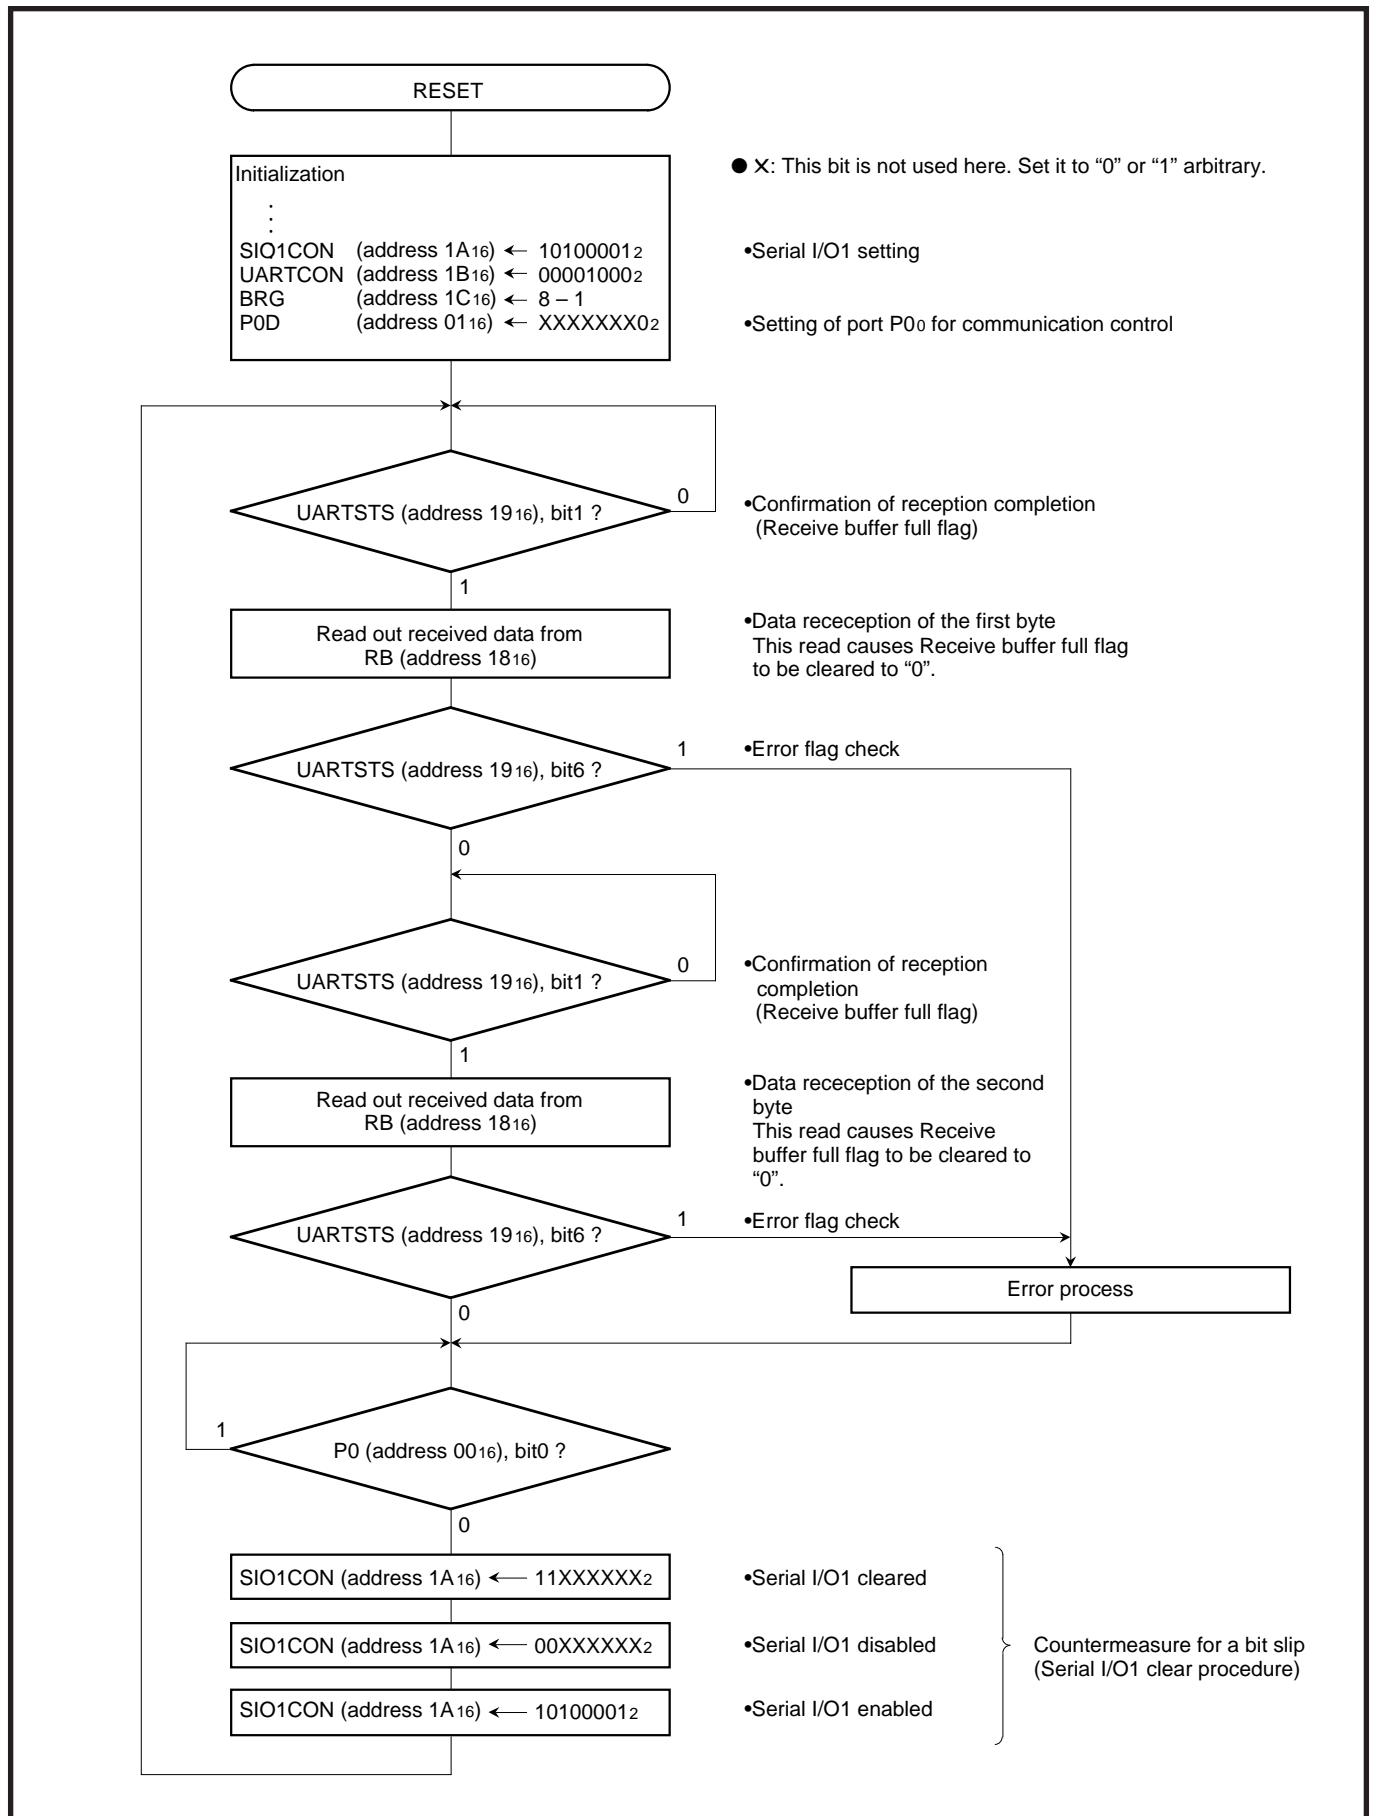 RESET
Initialization
● X: This bit is not used here. Set it to “0” or “1” arbitrary.
SIO1CON (address 1A16) ← 101000012
•Serial I/O1 setting
UARTCON (address 1B16) ← 000010002
BRG (address 1C16) ← 8 – 1
P0D (address 0116) ← XXXXXXX02
•Setting of port P00 for communication control
UARTSTS (address 1916), bit1 ?
0
•Confirmation of reception completion
(Receive buffer full flag)
1
Read out received data from
RB (address 1816)
•Data receception of the first byte
This read causes Receive buffer full flag
to be cleared to “0”.
UARTSTS (address 1916), bit6 ?
1
•Error flag check
0
UARTSTS (address 1916), bit1 ?
0
•Confirmation of reception
completion
(Receive buffer full flag)
1
Read out received data from
RB (address 1816)
•Data receception of the second
byte
This read causes Receive
buffer full flag to be cleared to
“0”.
UARTSTS (address 1916), bit6 ?
1
•Error flag check
Error process
0
1
P0 (address 0016), bit0 ?
0
SIO1CON (address 1A16) ← 11XXXXXX2
•Serial I/O1 cleared
SIO1CON (address 1A16) ← 00XXXXXX2
•Serial I/O1 disabled
Countermeasure for a bit slip
(Serial I/O1 clear procedure)
SIO1CON (address 1A16) ← 101000012
•Serial I/O1 enabled